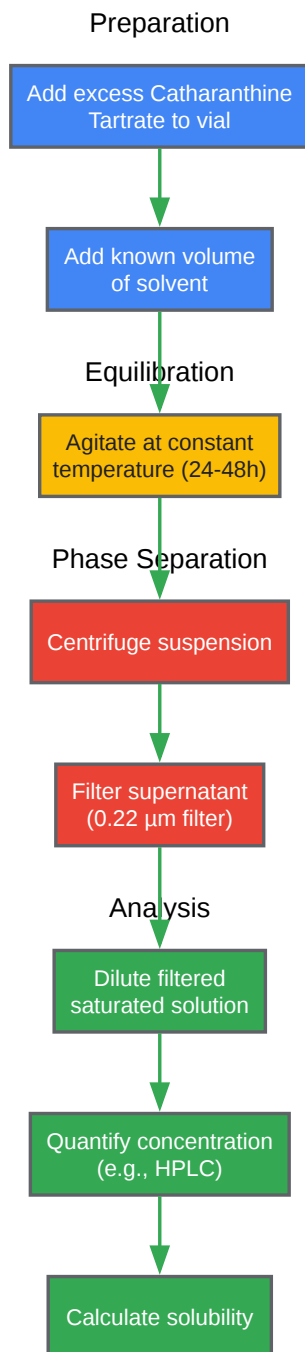 Preparation
Add excess Catharanthine
Tartrate to vial
Add known volume
of solvent
Equilibration
Agitate at constant
temperature (24-48h)
Phase Separation
Centrifuge suspension
Filter supernatant
(0.22 µm filter)
Analysis
Dilute filtered
saturated solution
Quantify concentration
(e.g., HPLC)
Calculate solubility